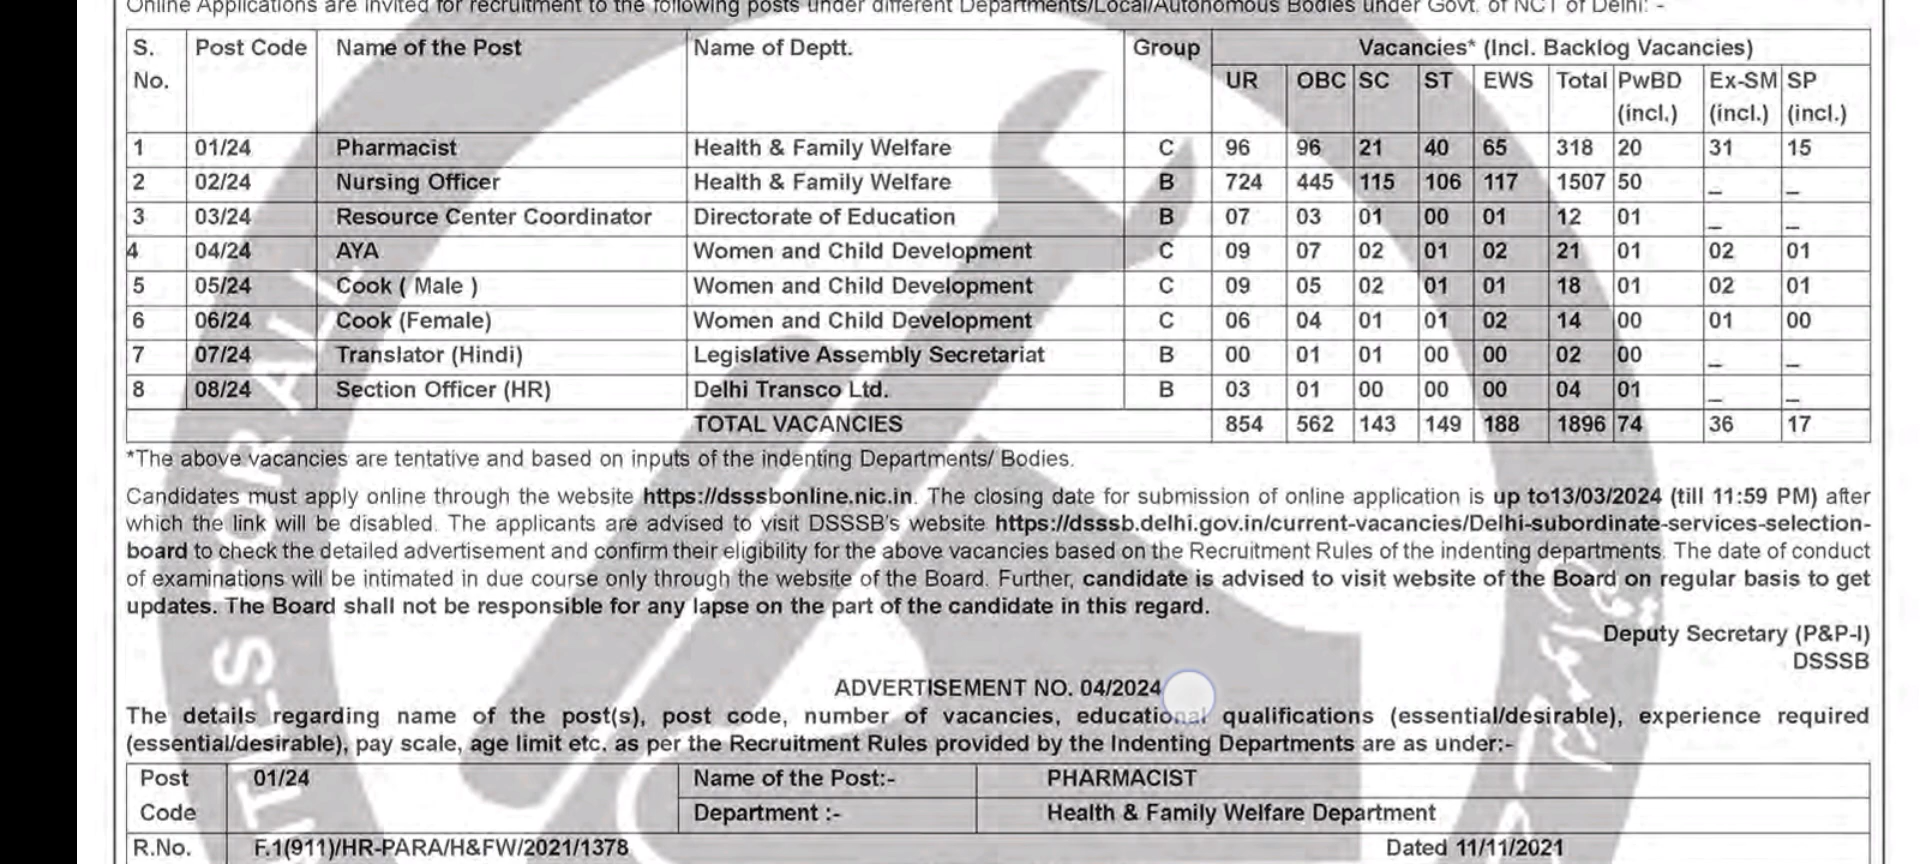 Online Applications are invited for recruitment to the following posts under different Departments/Local/Autonomous Bodies under Govt. of NCT of Delhi: -
S. No. Post Code Name of the Post Name of Deptt. Group Vacancies* (Incl. Backlog Vacancies)
UR OBC SC ST EWS Total PwBD (incl.) Ex-SM (incl.) SP (incl.)
1 01/24 Pharmacist Health & Family Welfare C 96 96 21 40 65 318 20 31 15
2 02/24 Nursing Officer Health & Family Welfare B 724 445 115 106 117 1507 50 _ _
3 03/24 Resource Center Coordinator Directorate of Education B 07 03 01 00 01 12 01 _ _
4 04/24 AYA Women and Child Development C 09 07 02 01 02 21 01 02 01
5 05/24 Cook ( Male ) Women and Child Development C 09 05 02 01 01 18 01 02 01
6 06/24 Cook (Female) Women and Child Development C 06 04 01 01 02 14 00 01 00
7 07/24 Translator (Hindi) Legislative Assembly Secretariat B 00 01 01 00 00 02 00 _ _
8 08/24 Section Officer (HR) Delhi Transco Ltd. B 03 01 00 00 00 04 01 _ _
TOTAL VACANCIES 854 562 143 149 188 1896 74 36 17
*The above vacancies are tentative and based on inputs of the indenting Departments/ Bodies.
Candidates must apply online through the website https://dsssbonline.nic.in. The closing date for submission of online application is up to13/03/2024 (till 11:59 PM) after
which the link will be disabled. The applicants are advised to visit DSSSB's website https://dsssb.delhi.gov.in/current-vacancies/Delhi-subordinate-services-selection-
board to check the detailed advertisement and confirm their eligibility for the above vacancies based on the Recruitment Rules of the indenting departments. The date of conduct
of examinations will be intimated in due course only through the website of the Board. Further, candidate is advised to visit website of the Board on regular basis to get
updates. The Board shall not be responsible for any lapse on the part of the candidate in this regard.
Deputy Secretary (P&P-I)
DSSSB
ADVERTISEMENT NO. 04/2024
The details regarding name of the post(s), post code, number of vacancies, educational qualifications (essential/desirable), experience required
(essential/desirable), pay scale, age limit etc. as per the Recruitment Rules provided by the Indenting Departments are as under:-
Post Code 01/24 Name of the Post:- PHARMACIST
Department :- Health & Family Welfare Department
R.No. F.1(911)/HR-PARA/H&FW/2021/1378 Dated 11/11/2021
FOR ALL